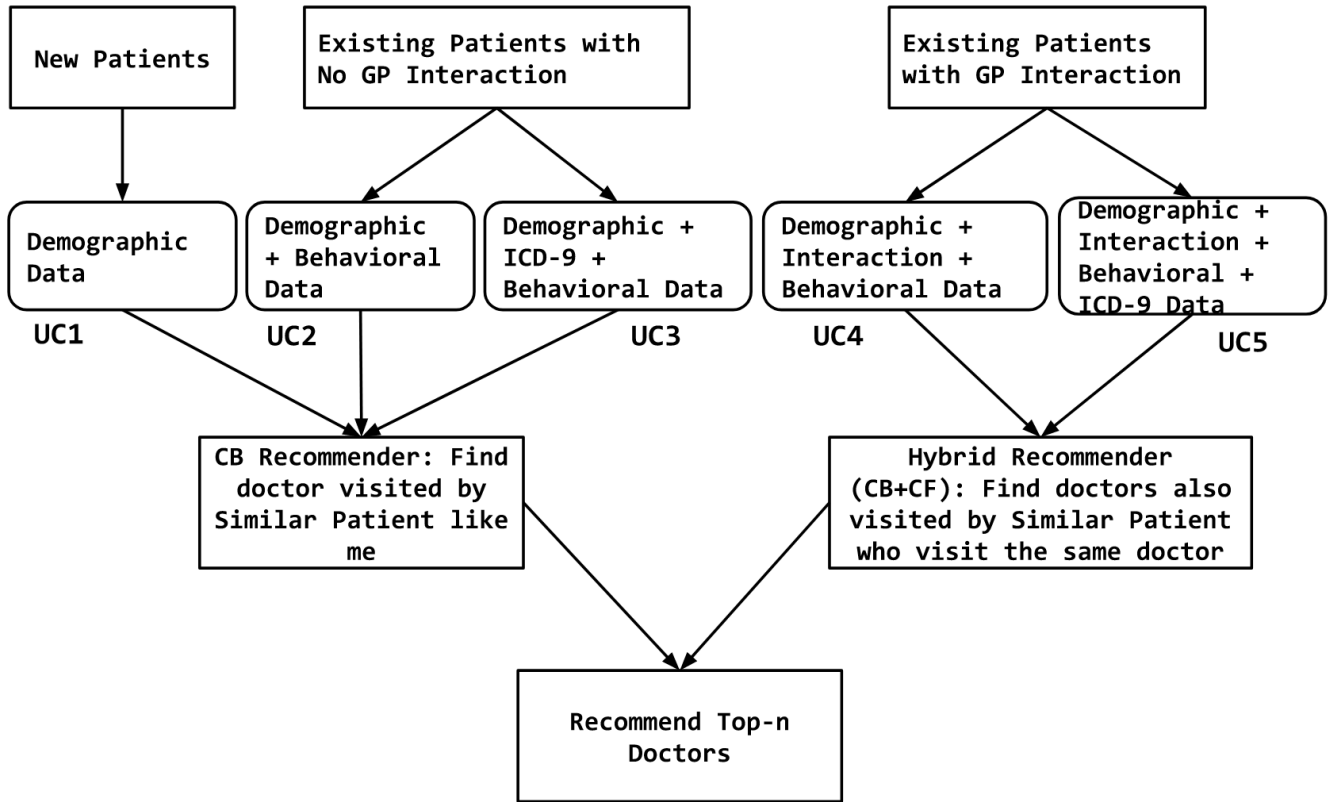 New Patients
Existing Patients with
No GP Interaction
Existing Patients
with GP Interaction
Demographic
Data
Demographic
+ Behavioral
Data
Demographic +
ICD-9 +
Behavioral Data
Demographic +
Interaction +
Behavioral Data
Demographic +
Interaction +
Behavioral +
ICD-9 Data
UC1
UC2
UC3
UC4
UC5
CB Recommender: Find
doctor visited by
Similar Patient like
me
Hybrid Recommender
(CB+CF): Find doctors also
visited by Similar Patient
who visit the same doctor
Recommend Top-n
Doctors